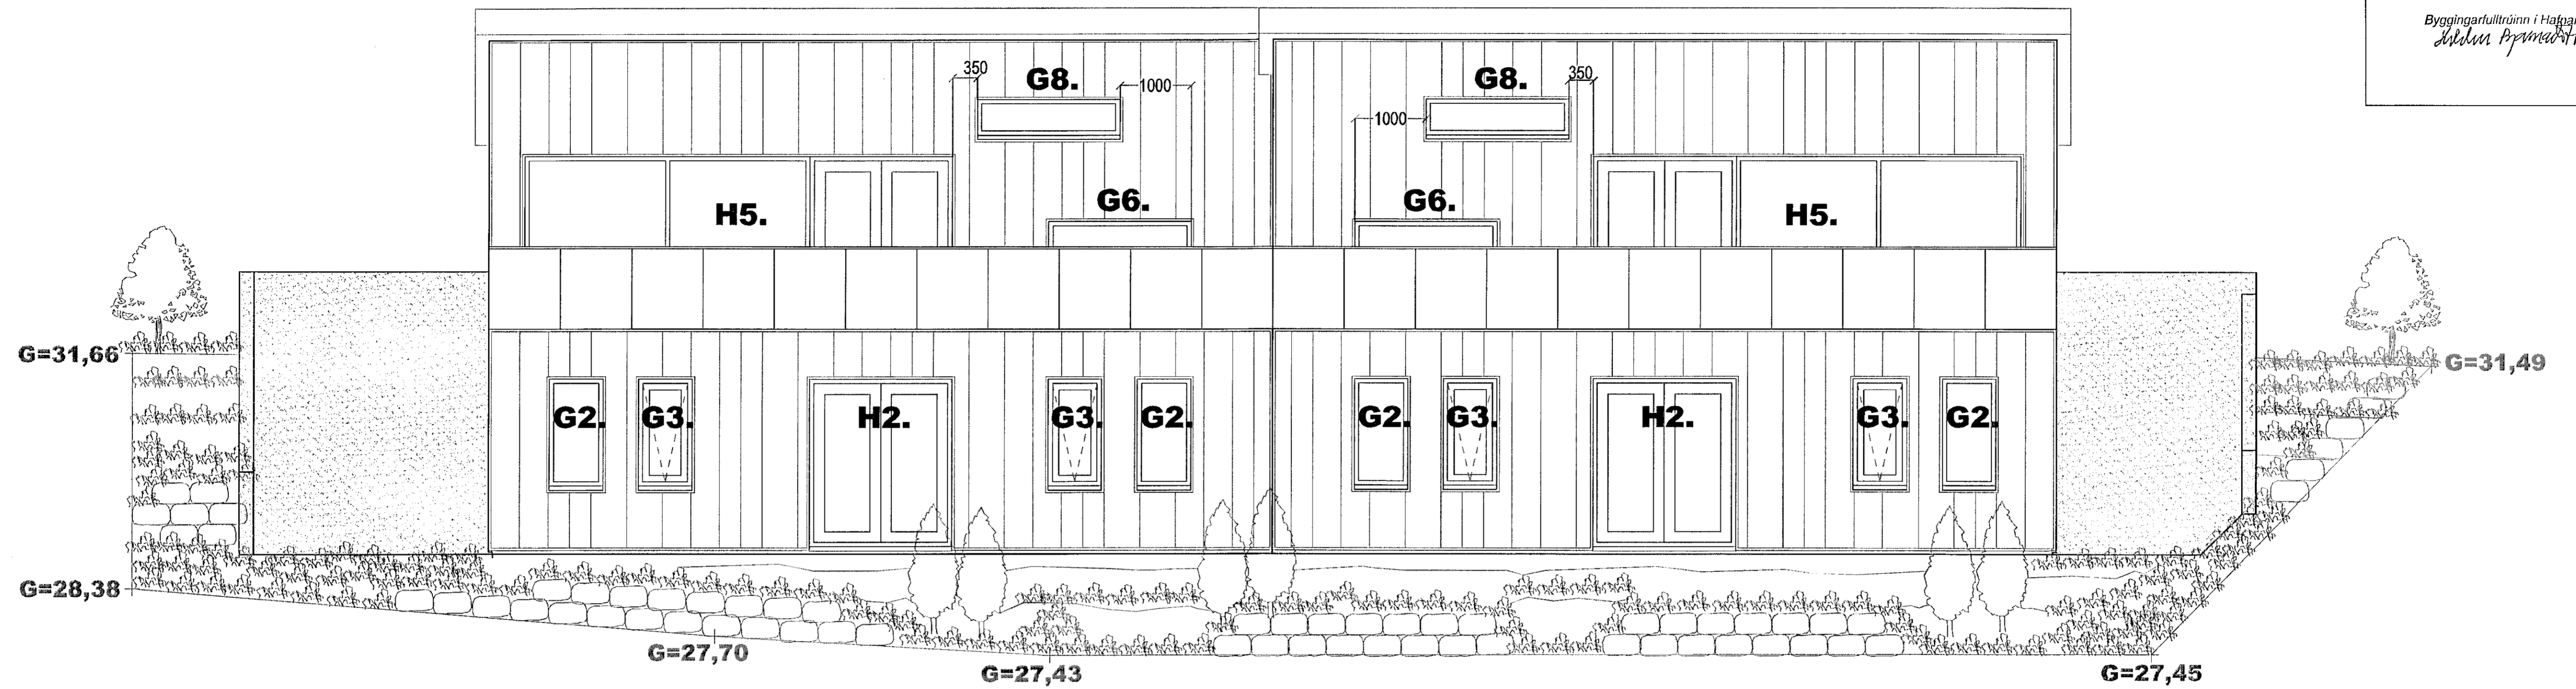 Byggingarfulltrúinn í Hafnar
350
G8.
1000
G8.
350
1000
G6.
G6.
H5.
H5.
G=31,66
G=31,49
G2.
G3.
H2.
G3.
G2.
G2.
G3.
H2.
G3.
G2.
G=28,38
G=27,70
G=27,43
G=27,45